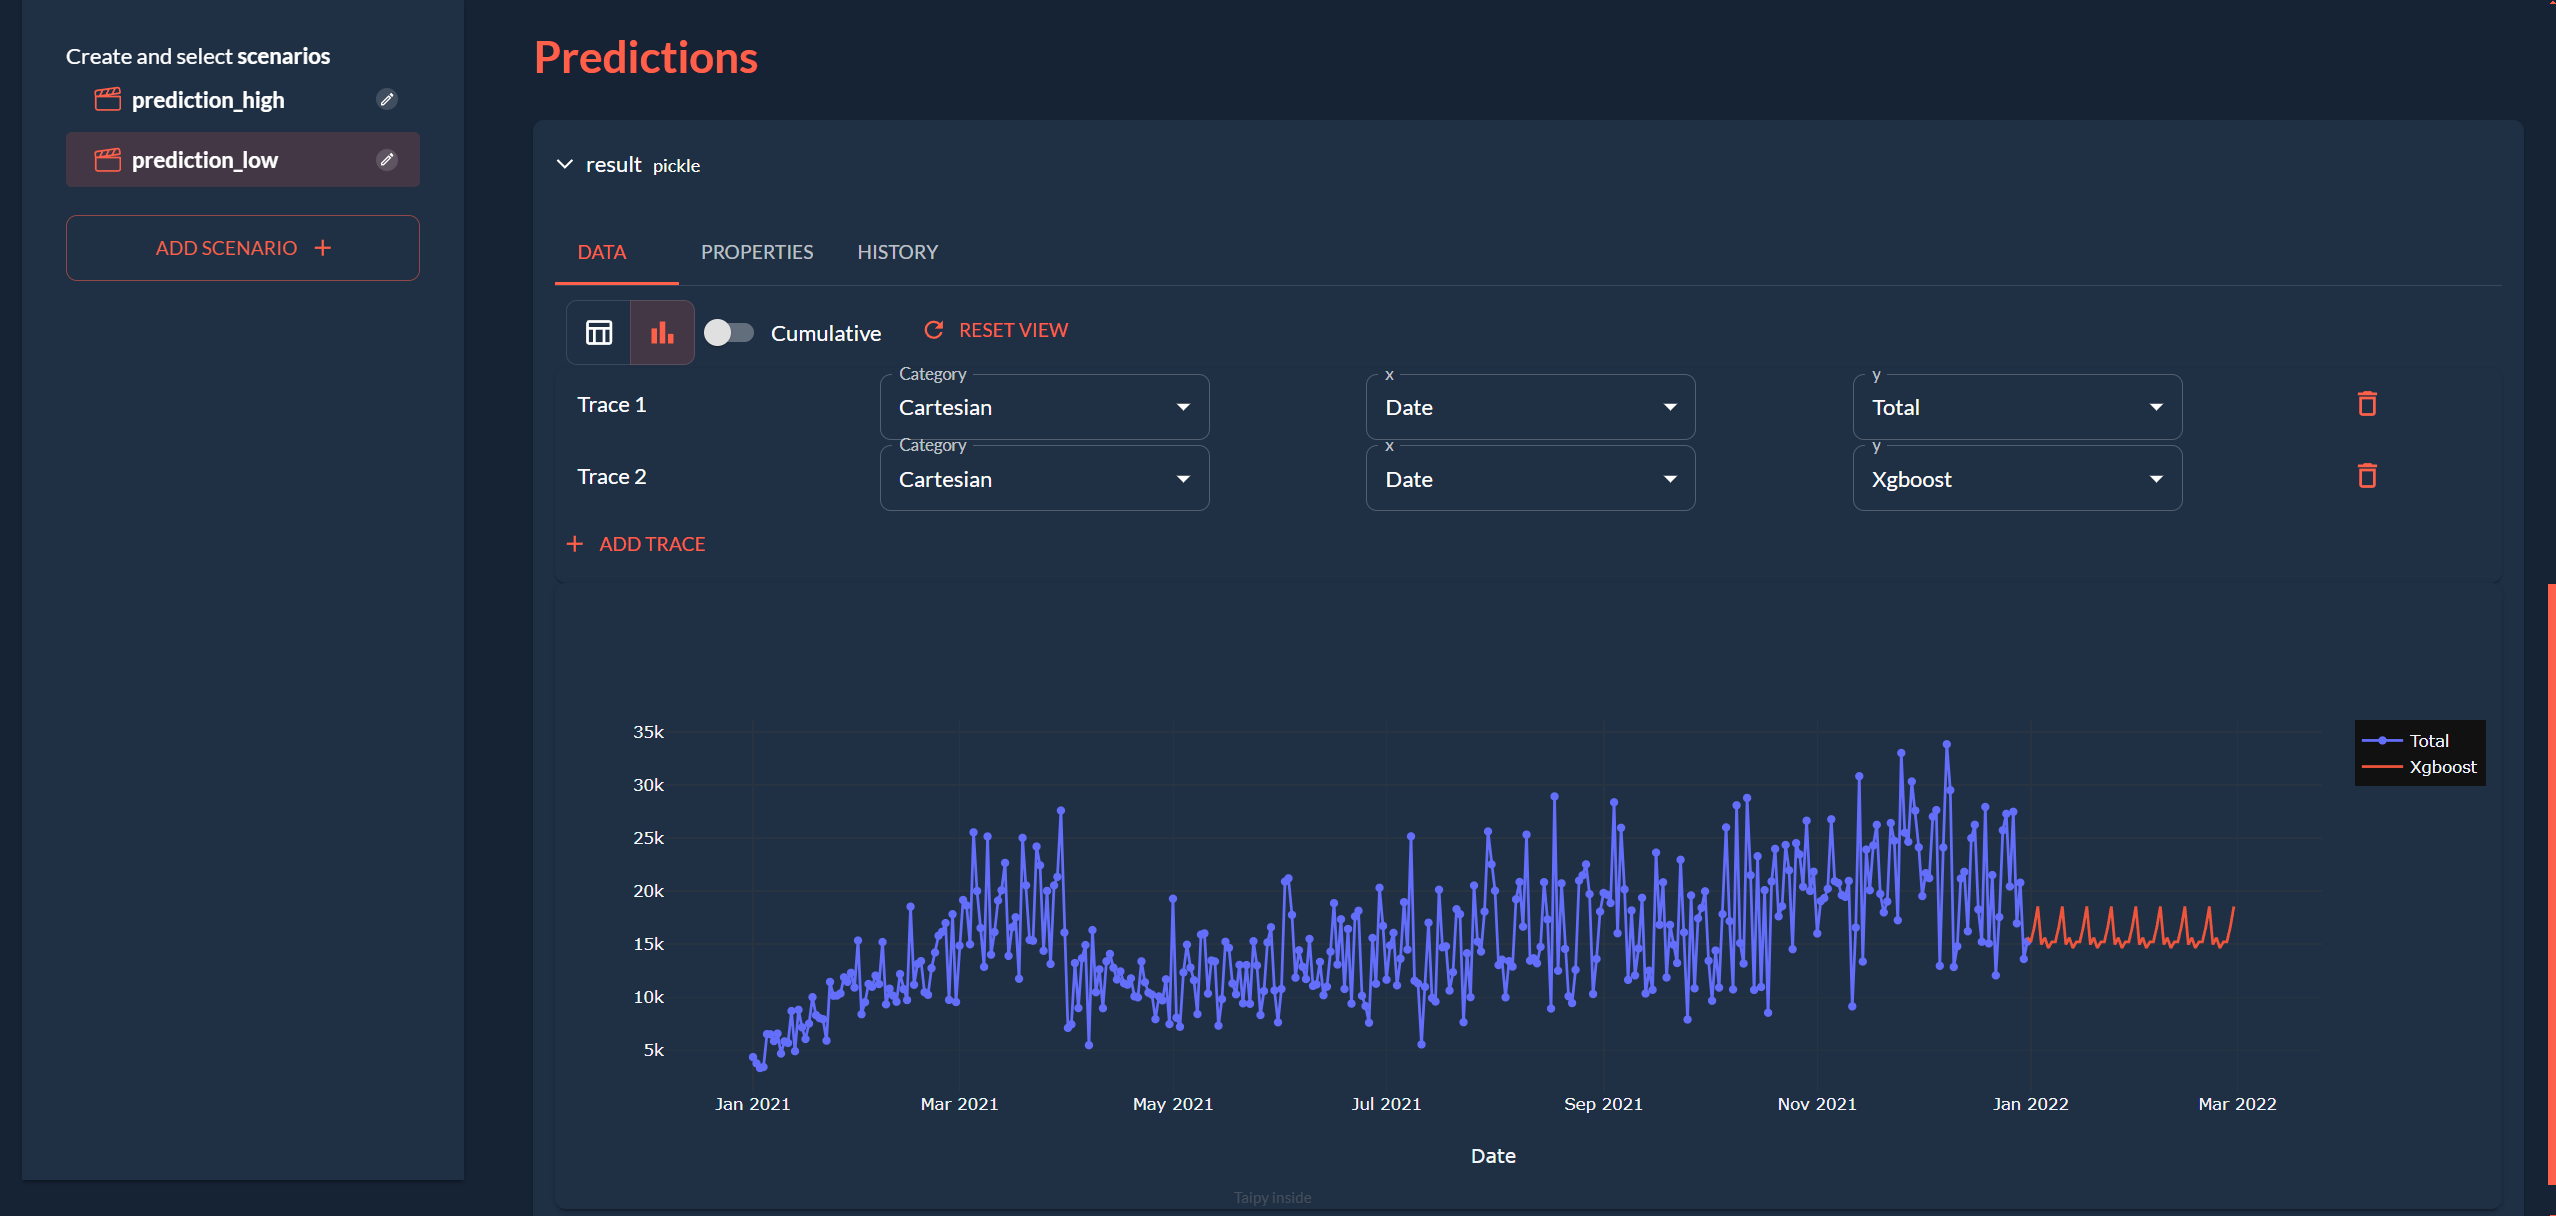 Create and select scenarios
prediction_high
prediction_low
ADD SCENARIO +
Predictions
result pickle
DATA PROPERTIES HISTORY
Cumulative RESET VIEW
Trace 1 Category Cartesian x Date y Total
Trace 2 Category Cartesian x Date y Xgboost
+ ADD TRACE
35k
30k
25k
20k
15k
10k
5k
Total
Xgboost
Jan 2021 Mar 2021 May 2021 Jul 2021 Sep 2021 Nov 2021 Jan 2022 Mar 2022
Date
Taipy inside